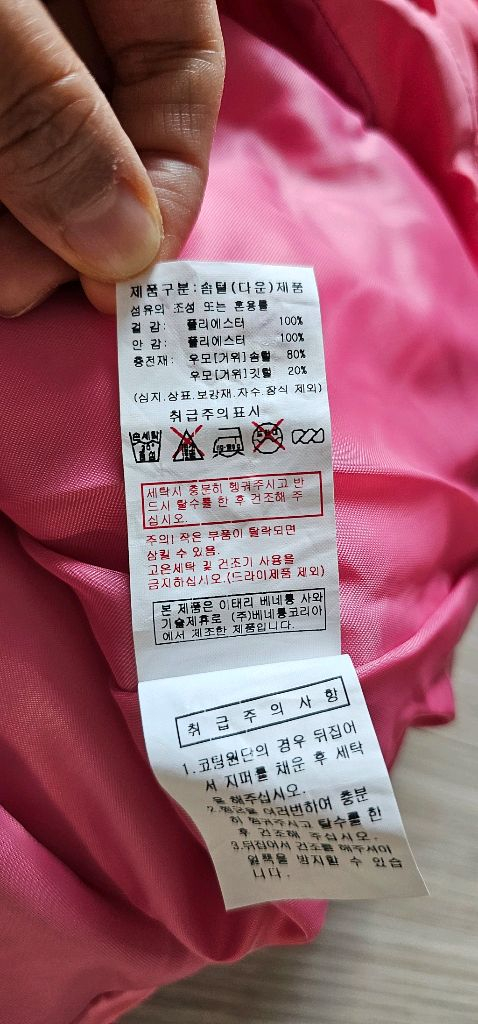 제품구분:솜털(다운)제품
섬유의 조성 또는 혼용률
겉 감: 폴리에스터 100%
안 감: 폴리에스터 100%
충전재: 우모[거위]솜털 80%
우모[거위]깃털 20%
(심지.상표.보강재.자수.장식 제외)
취급주의표시
손세탁
세탁시 충분히 헹궈주시고 반
드시 탈수를 한 후 건조해 주
십시오.
주의! 작은 부품이 탈락되면
삼킬 수 있음.
고온세탁 및 건조기 사용을
금지하십시오.(드라이제품 제외)
본 제품은 이태리 베네통 사와
기술제휴로 (주)베네통코리아
에서 제조한 제품입니다.
취 급 주 의 사 항
1.코팅원단의 경우 뒤집어
서 지퍼를 채운 후 세탁
을 해주십시오.
2. 여러번하여 충분
히 헹궈주시고 탈수를 한
후 건조해 주십시오.
3.뒤집어서 건조를 해주셔야
얼룩을 방지할 수 있습
니다.